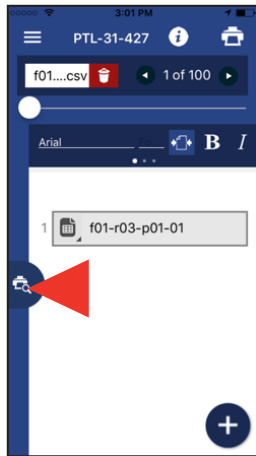 3:01 PM
PTL-31-427 i
f01....csv 1 of 100
Arial B I
1 f01-r03-p01-01
+